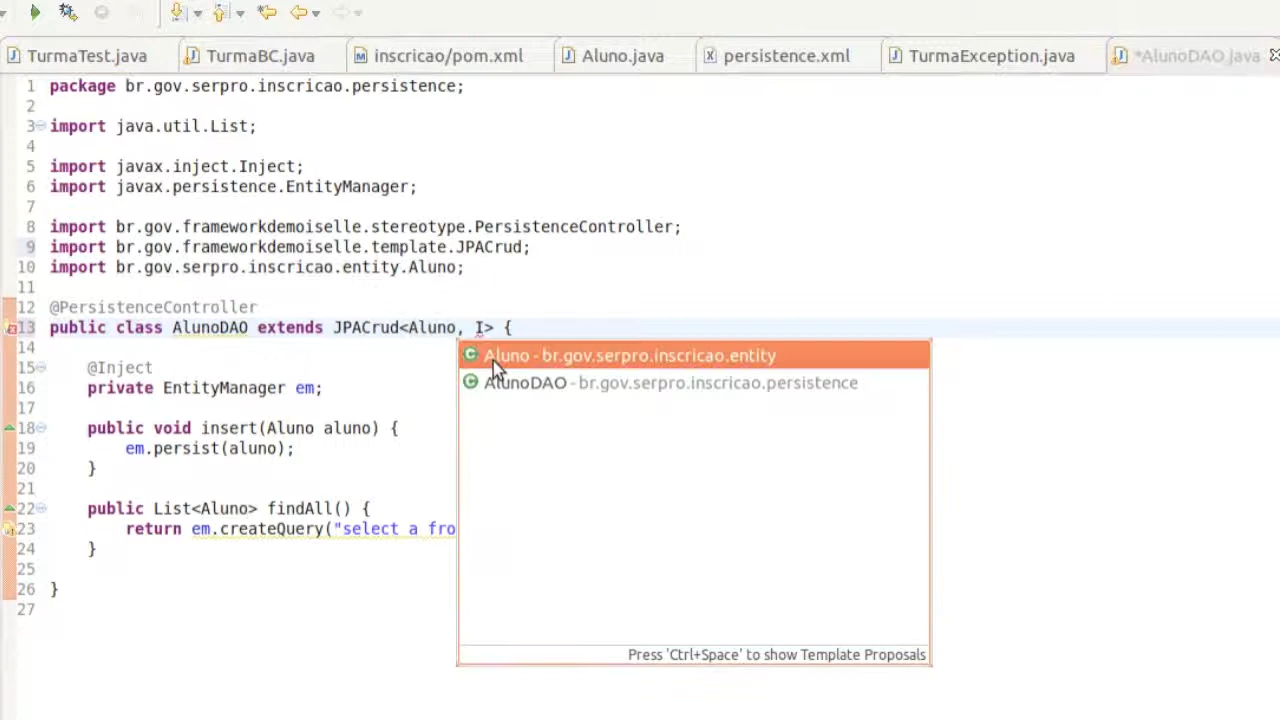 TurmaTest.java TurmaBC.java inscricao/pom.xml Aluno.java persistence.xml TurmaException.java *AlunoDAO.java
1 package br.gov.serpro.inscricao.persistence;
2
3 import java.util.List;
4
5 import javax.inject.Inject;
6 import javax.persistence.EntityManager;
7
8 import br.gov.frameworkdemoiselle.stereotype.PersistenceController;
9 import br.gov.frameworkdemoiselle.template.JPACrud;
10 import br.gov.serpro.inscricao.entity.Aluno;
11
12 @PersistenceController
13 public class AlunoDAO extends JPACrud<Aluno, I> {
14
15 @Inject
16 private EntityManager em;
17
18 public void insert(Aluno aluno) {
19 em.persist(aluno);
20 }
21
22 public List<Aluno> findAll() {
23 return em.createQuery("select a fro
24 }
25
26 }
27
Aluno - br.gov.serpro.inscricao.entity
AlunoDAO - br.gov.serpro.inscricao.persistence
Press 'Ctrl+Space' to show Template Proposals